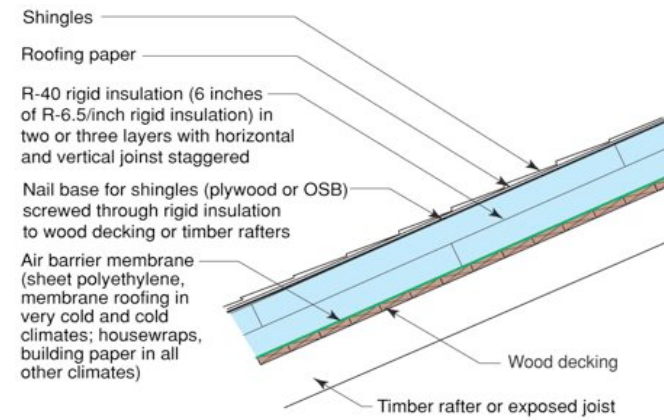 Shingles
Roofing paper
R-40 rigid insulation (6 inches
of R-6.5/inch rigid insulation) in
two or three layers with horizontal
and vertical joinst staggered
Nail base for shingles (plywood or OSB)
screwed through rigid insulation
to wood decking or timber rafters
Air barrier membrane
(sheet polyethylene,
membrane roofing in
very cold and cold
climates; housewraps,
building paper in all
other climates)
Wood decking
Timber rafter or exposed joist